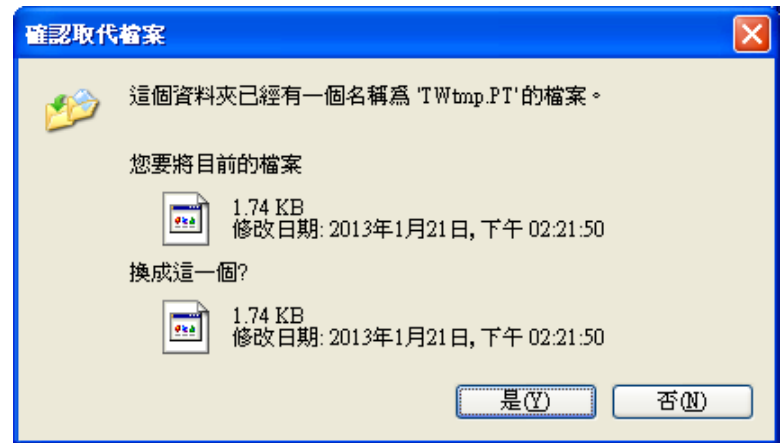 確認取代檔案
這個資料夾已經有一個名稱為 'TWtmp.PT' 的檔案。
您要將目前的檔案
1.74 KB
修改日期: 2013年1月21日, 下午 02:21:50
換成這一個?
1.74 KB
修改日期: 2013年1月21日, 下午 02:21:50
是(Y)
否(N)